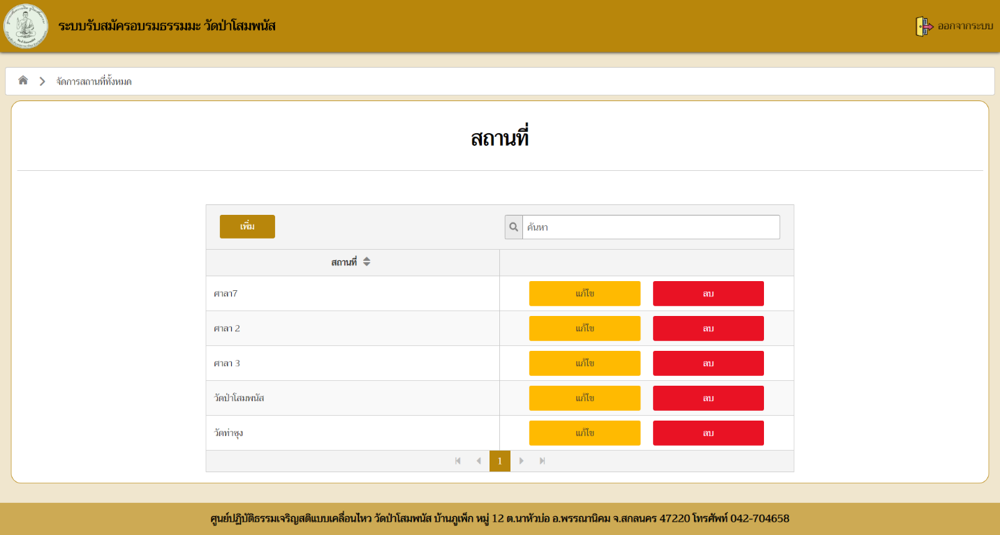 ระบบรับสมัครอบรมธรรมมะ วัดป่าโสมพนัส
ออกจากระบบ
จัดการสถานที่ทั้งหมด
สถานที่
เพิ่ม
ค้นหา
สถานที่
ศาลา7
แก้ไข
ลบ
ศาลา 2
แก้ไข
ลบ
ศาลา 3
แก้ไข
ลบ
วัดป่าโสมพนัส
แก้ไข
ลบ
วัดท่าซุง
แก้ไข
ลบ
1
ศูนย์ปฏิบัติธรรมเจริญสติแบบเคลื่อนไหว วัดป่าโสมพนัส บ้านภูเพ็ก หมู่ 12 ต.นาหัวบ่อ อ.พรรณานิคม จ.สกลนคร 47220 โทรศัพท์ 042-704658